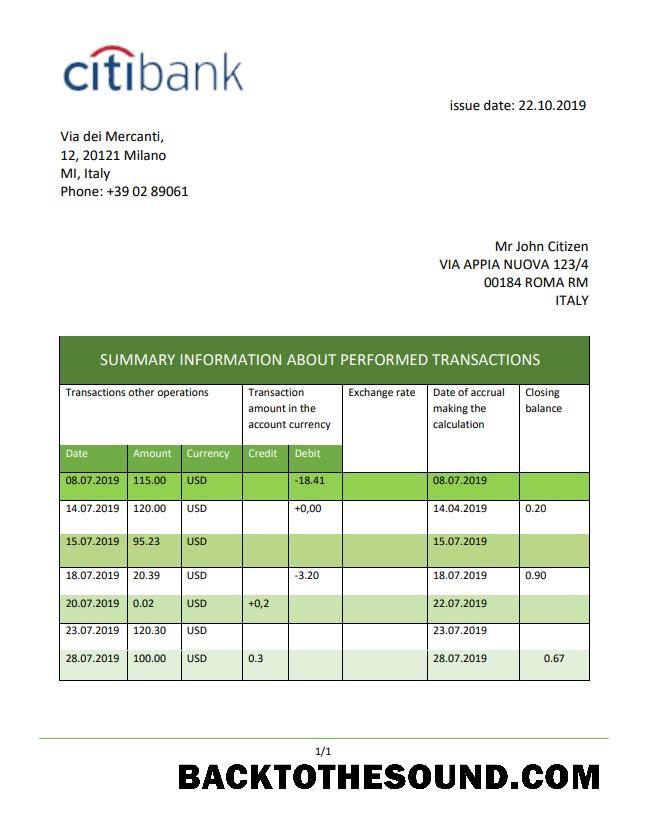 citibank
issue date: 22.10.2019
Via dei Mercanti,
12, 20121 Milano
MI, Italy
Phone: +39 02 89061
Mr John Citizen
VIA APPIA NUOVA 123/4
00184 ROMA RM
ITALY
SUMMARY INFORMATION ABOUT PERFORMED TRANSACTIONS
Transactions other operations Transaction amount in the account currency Exchange rate Date of accrual making the calculation Closing balance
Date Amount Currency Credit Debit
08.07.2019 115.00 USD -18.41 08.07.2019
14.07.2019 120.00 USD +0,00 14.04.2019 0.20
15.07.2019 95.23 USD 15.07.2019
18.07.2019 20.39 USD -3.20 18.07.2019 0.90
20.07.2019 0.02 USD +0,2 22.07.2019
23.07.2019 120.30 USD 23.07.2019
28.07.2019 100.00 USD 0.3 28.07.2019 0.67
1/1
BACKTOTHESOUND.COM